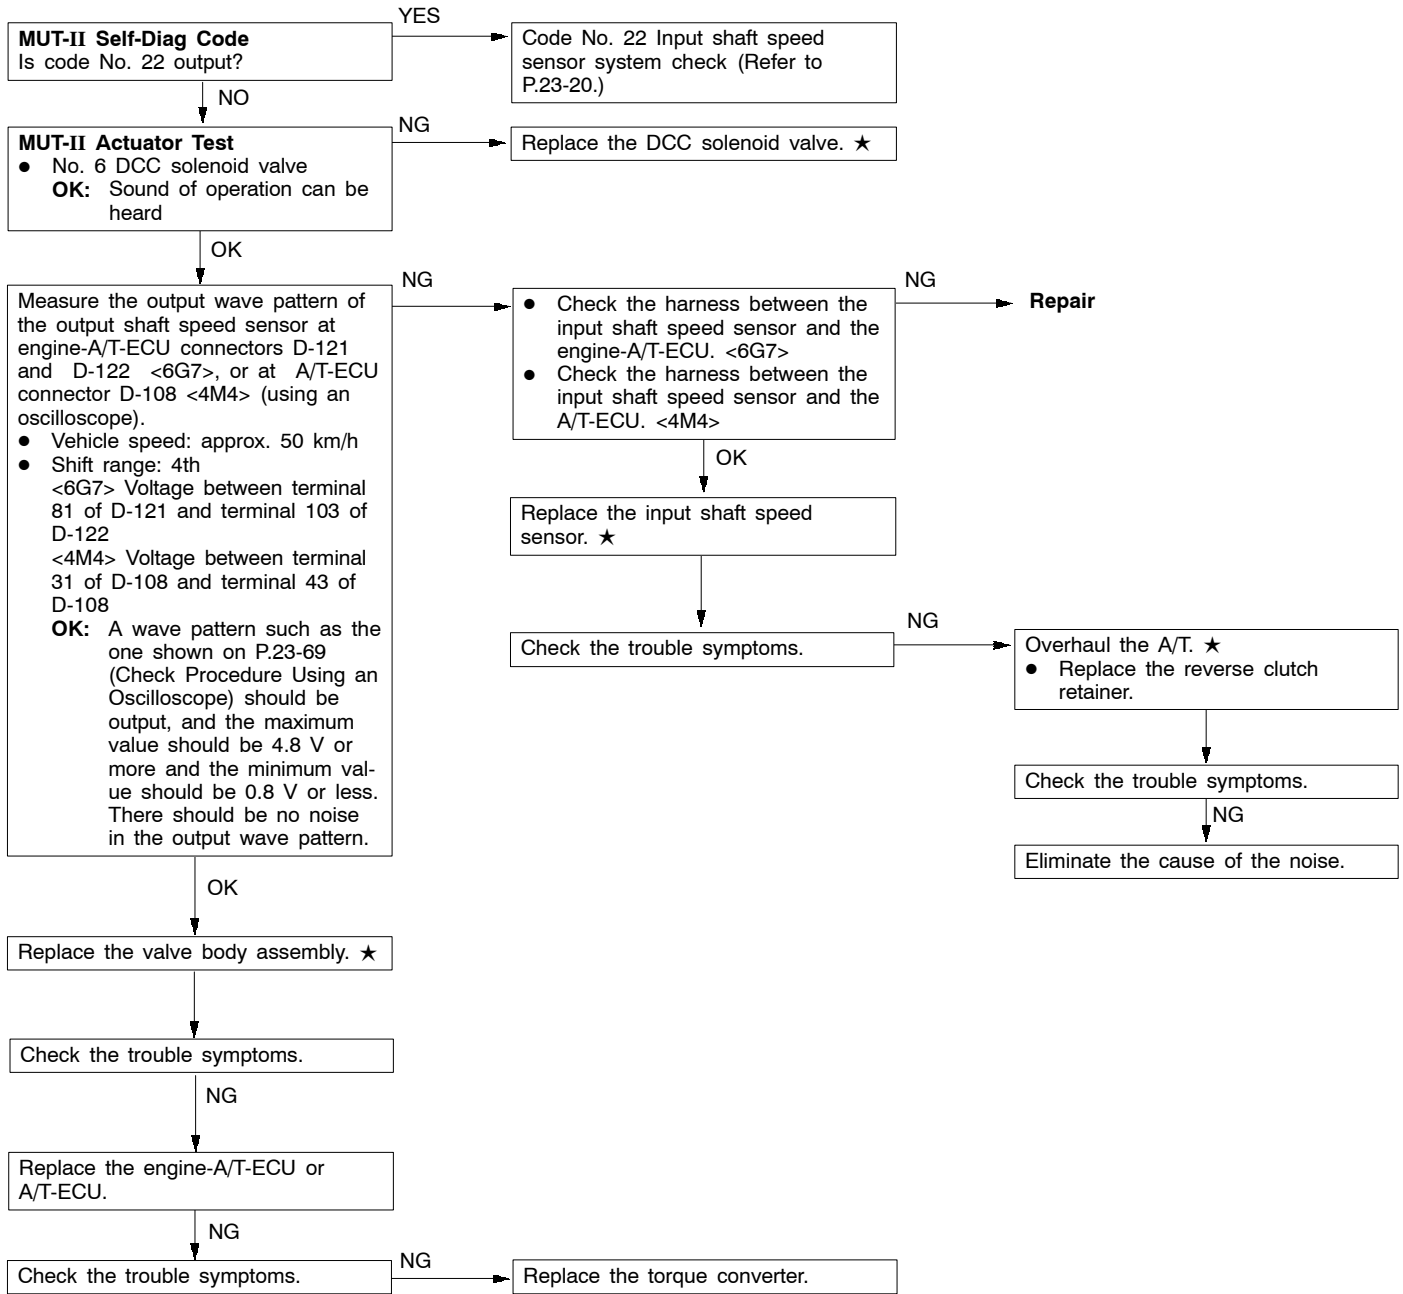 YES
MUT-II Self-Diag Code
Is code No. 22 output?
Code No. 22 Input shaft speed
sensor system check (Refer to
P.23-20.)
NO
MUT-II Actuator Test
● No. 6 DCC solenoid valve
OK: Sound of operation can be
heard
NG
Replace the DCC solenoid valve. ★
OK
Measure the output wave pattern of
the output shaft speed sensor at
engine-A/T-ECU connectors D-121
and D-122 <6G7>, or at A/T-ECU
connector D-108 <4M4> (using an
oscilloscope).
● Vehicle speed: approx. 50 km/h
● Shift range: 4th
<6G7> Voltage between terminal
81 of D-121 and terminal 103 of
D-122
<4M4> Voltage between terminal
31 of D-108 and terminal 43 of
D-108
OK: A wave pattern such as the
one shown on P.23-69
(Check Procedure Using an
Oscilloscope) should be
output, and the maximum
value should be 4.8 V or
more and the minimum val-
ue should be 0.8 V or less.
There should be no noise
in the output wave pattern.
NG
● Check the harness between the
input shaft speed sensor and the
engine-A/T-ECU. <6G7>
● Check the harness between the
input shaft speed sensor and the
A/T-ECU. <4M4>
NG
Repair
OK
Replace the input shaft speed
sensor. ★
Check the trouble symptoms.
NG
Overhaul the A/T. ★
● Replace the reverse clutch
retainer.
Check the trouble symptoms.
NG
Eliminate the cause of the noise.
OK
Replace the valve body assembly. ★
Check the trouble symptoms.
NG
Replace the engine-A/T-ECU or
A/T-ECU.
NG
Check the trouble symptoms.
NG
Replace the torque converter.